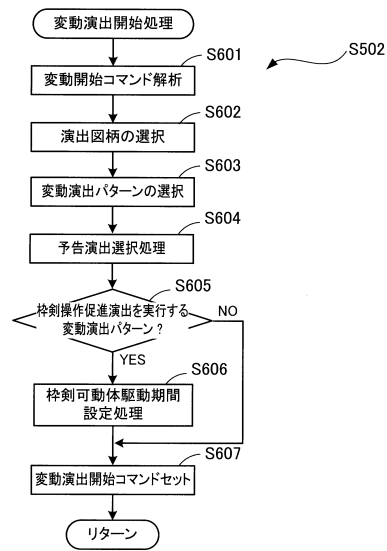 変動演出開始処理
S502
S601
変動開始コマンド解析
S602
演出図柄の選択
S603
変動演出パターンの選択
S604
予告演出選択処理
S605
枠剣操作促進演出を実行する
変動演出パターン?
NO
YES
S606
枠剣可動体駆動期間
設定処理
S607
変動演出開始コマンドセット
リターン